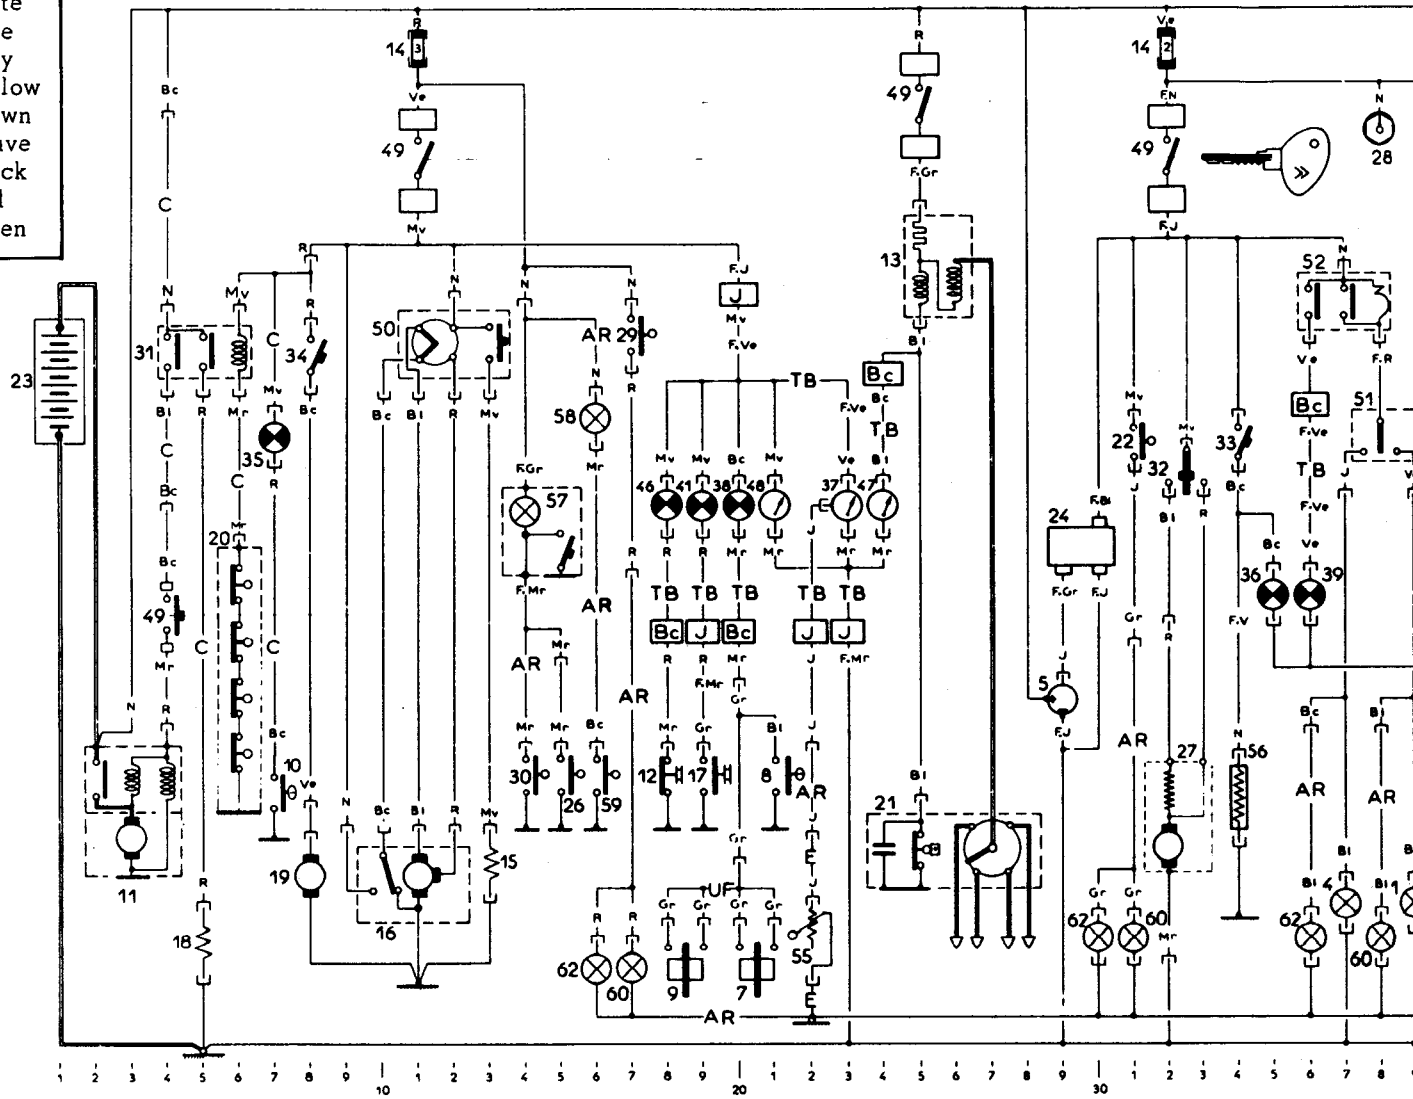 te
e
y
low
wn
ave
ck
en
R
14 3
Ve
49
Mv
Bc
C
R
49
F.Gr
13
Bl
Ve
14 2
F.N
49
F.J
N
28
N
52
23
31
N
Mv
C
R
R
34
Bc
50
N
Bc
Bl
R
Mv
Bl
R
Mr
Mv
35
R
N
N
AR
29
R
58
N
Mr
F.J
J
Mv
F.Ve
TB
F.Ve
Bc
Bc
TB
Bl
Mv
Mv
Bc
Mv
Ve
46
41
38
48
37
47
Mv
22
J
Mv
32
33
Bc
Ve
Bc
F.Ve
TB
F.Ve
Ve
F.R
51
J
C
Bc
Bc
49
Mr
R
C
Mr
20
C
C
F.Gr
57
F.Mr
R
AR
Mr
R
Mr
J
Mr
Mr
TB
TB
TB
TB
TB
Bc
J
Bc
J
J
R
R
Mr
J
F.Mr
F.Mr
Gr
24
F.Bl
F.Gr
F.J
J
5
F.J
Bl
R
R
Gr
Bc
36
39
F.V
N
11
Bc
10
Ve
19
N
Bc
Bl
R
Mv
16
15
AR
Mr
Mr
Mr
Bc
30
26
59
AR
Mr
Gr
Bl
12
17
8
J
AR
E
J
55
E
Bl
21
AR
27
N
56
Bc
Bl
AR
AR
R
18
R
R
62
60
Gr
UF
Gr
Gr
Gr
Gr
9
7
AR
Gr
Gr
62
60
Mr
Bl
Bl
4
Bl
62
60
1 2 3 4 5 6 7 8 9 10 1 2 3 4 5 6 7 8 9 20 1 2 3 4 5 6 7 8 9 30 1 2 3 4 5 6 7 8